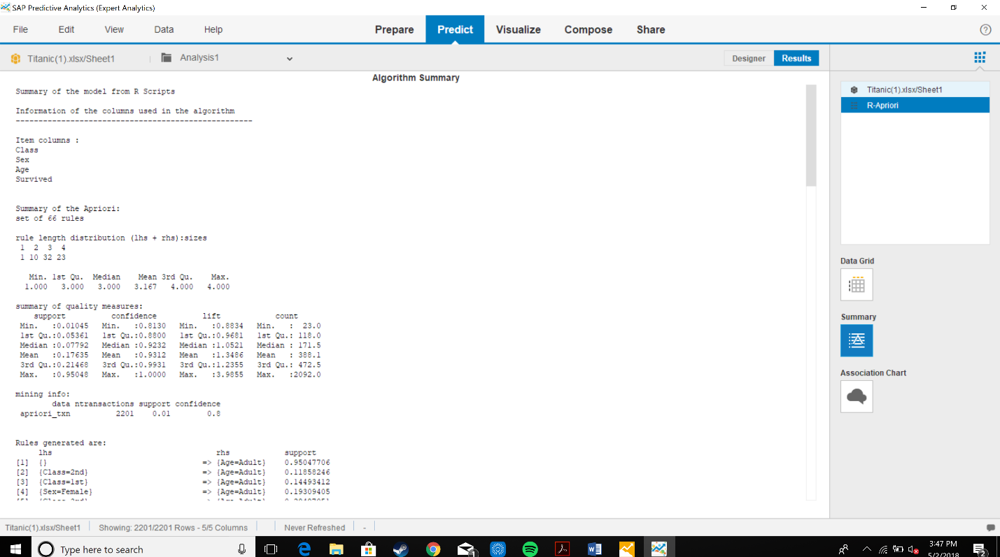 SAP Predictive Analytics (Expert Analytics)
File Edit View Data Help Prepare Predict Visualize Compose Share ?
Titanic(1).xlsx/Sheet1 Analysis1 Designer Results
Algorithm Summary
Summary of the model from R Scripts
Information of the columns used in the algorithm
----------------------------------------------------
Item columns :
Class
Sex
Age
Survived
Summary of the Apriori:
set of 66 rules
rule length distribution (lhs + rhs):sizes
1 2 3 4
1 10 32 23
Min. 1st Qu. Median Mean 3rd Qu. Max.
1.000 3.000 3.000 3.167 4.000 4.000
summary of quality measures:
support confidence lift count
Min. :0.01045 Min. :0.8130 Min. :0.8834 Min. : 23.0
1st Qu.:0.05361 1st Qu.:0.8800 1st Qu.:0.9681 1st Qu.: 118.0
Median :0.07792 Median :0.9232 Median :1.0521 Median : 171.5
Mean :0.17635 Mean :0.9312 Mean :1.3486 Mean : 388.1
3rd Qu.:0.21468 3rd Qu.:0.9931 3rd Qu.:1.2355 3rd Qu.: 472.5
Max. :0.95048 Max. :1.0000 Max. :3.9855 Max. :2092.0
mining info:
data ntransactions support confidence
apriori_txn 2201 0.01 0.8
Rules generated are:
lhs rhs support
[1] {} => {Age=Adult} 0.95047706
[2] {Class=2nd} => {Age=Adult} 0.11858246
[3] {Class=1st} => {Age=Adult} 0.14493412
[4] {Sex=Female} => {Age=Adult} 0.19309405
Titanic(1).xlsx/Sheet1
R-Apriori
Data Grid
Summary
Association Chart
Titanic(1).xlsx/Sheet1 Showing: 2201/2201 Rows - 5/5 Columns Never Refreshed -
Type here to search
1
3:47 PM
5/2/2018
2